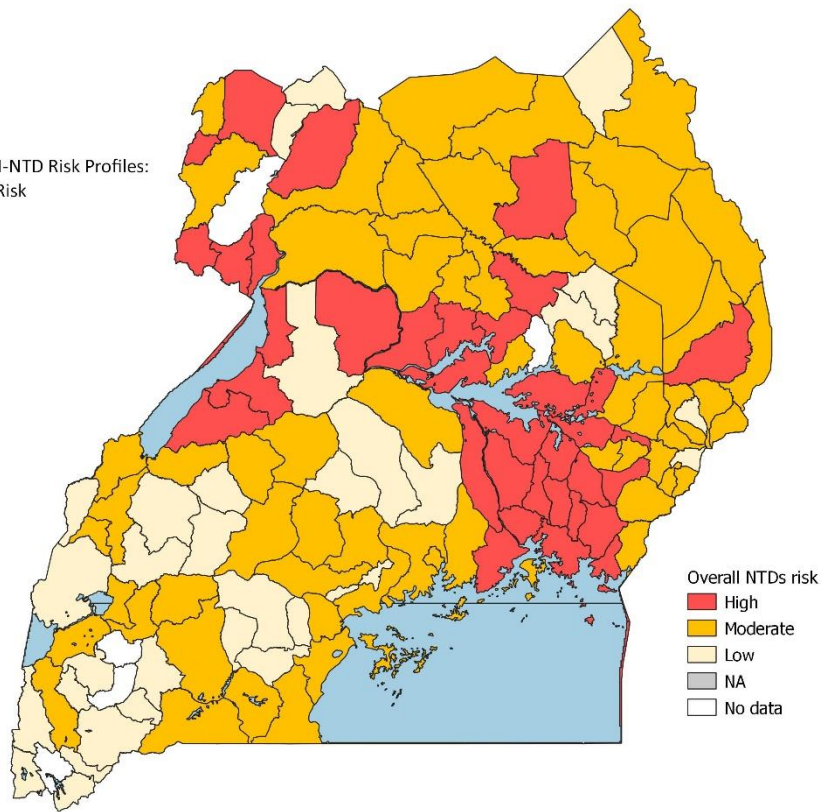 -NTD Risk Profiles:
Risk
Overall NTDs risk
High
Moderate
Low
NA
No data